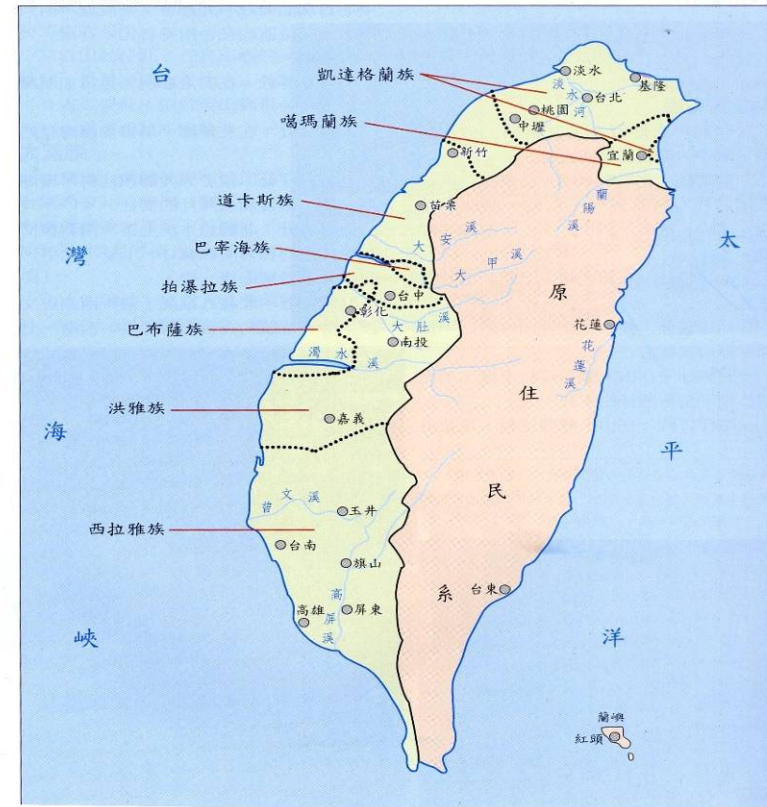 台灣海峽
太平洋
凱達格蘭族
噶瑪蘭族
道卡斯族
巴宰海族
拍瀑拉族
巴布薩族
洪雅族
西拉雅族
原住民系
淡水
基隆
淡水河
台北
桃園
中壢
宜蘭
新竹
蘭陽溪
苗栗
大安溪
大甲溪
台中
彰化
大肚溪
花蓮
南投
花蓮溪
濁水溪
嘉義
曾文溪
玉井
台南
旗山
高雄
高屏溪
屏東
台東
蘭嶼
紅頭